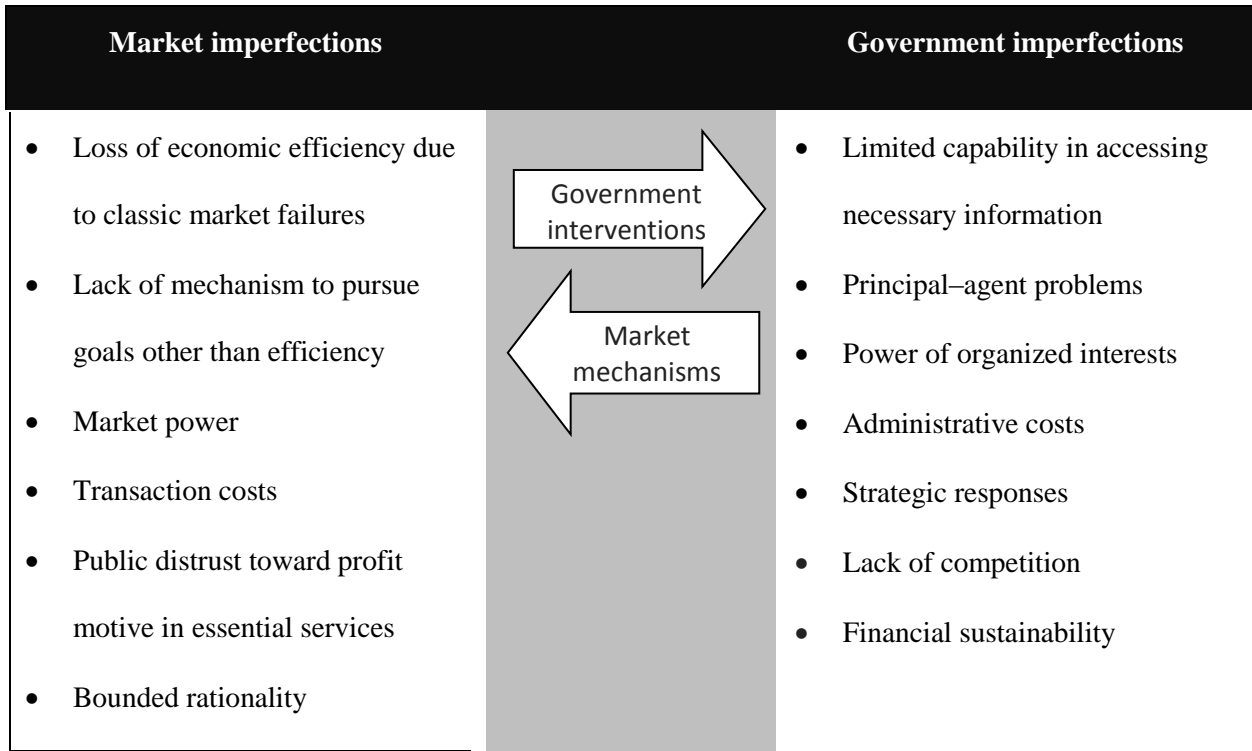 Market imperfections
Government imperfections
• Loss of economic efficiency due
to classic market failures
• Lack of mechanism to pursue
goals other than efficiency
• Market power
• Transaction costs
• Public distrust toward profit
motive in essential services
• Bounded rationality
Government
interventions
Market
mechanisms
• Limited capability in accessing
necessary information
• Principal–agent problems
• Power of organized interests
• Administrative costs
• Strategic responses
• Lack of competition
• Financial sustainability